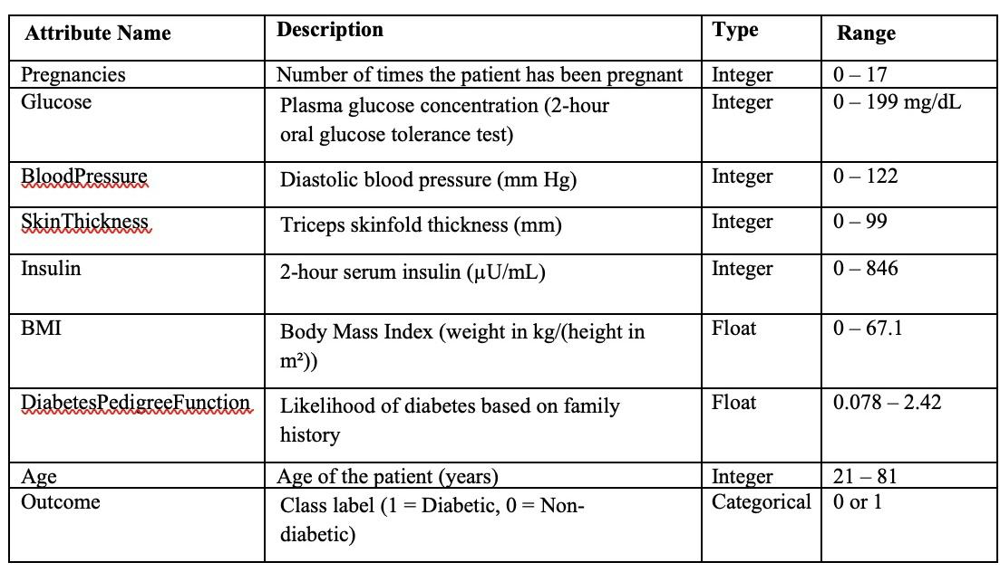 Attribute Name Description Type Range
Pregnancies Number of times the patient has been pregnant Integer 0 – 17
Glucose Plasma glucose concentration (2-hour Integer 0 – 199 mg/dL
oral glucose tolerance test)
BloodPressure Diastolic blood pressure (mm Hg) Integer 0 – 122
SkinThickness Triceps skinfold thickness (mm) Integer 0 – 99
Insulin 2-hour serum insulin (μU/mL) Integer 0 – 846
BMI Body Mass Index (weight in kg/(height in Float 0 – 67.1
m²))
DiabetesPedigreeFunction Likelihood of diabetes based on family Float 0.078 – 2.42
history
Age Age of the patient (years) Integer 21 – 81
Outcome Class label (1 = Diabetic, 0 = Non- Categorical 0 or 1
diabetic)